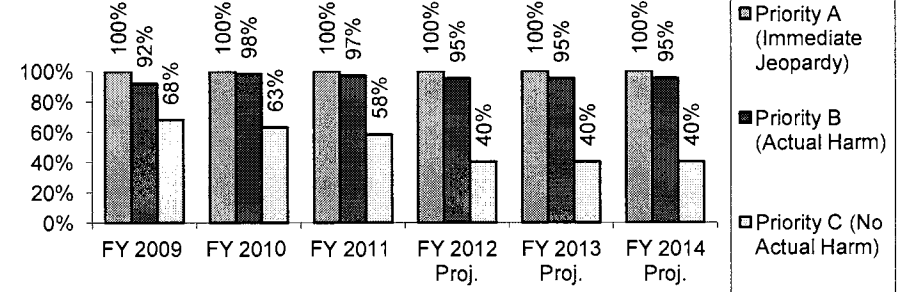 100% 92% 68% 100% 98% 63% 100% 97% 58% 100% 95% 40% 100% 95% 40% 100% 95% 40%
100%
80%
60%
40%
20%
0%
FY 2009 FY 2010 FY 2011 FY 2012 Proj. FY 2013 Proj. FY 2014 Proj.
Priority A
(Immediate
Jeopardy)
Priority B
(Actual Harm)
Priority C (No
Actual Harm)